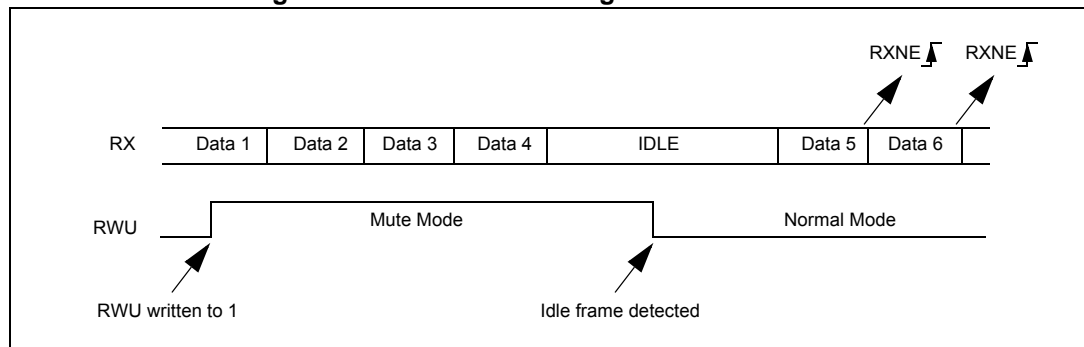 RXNE RXNE
RX Data 1 Data 2 Data 3 Data 4 IDLE Data 5 Data 6
RWU Mute Mode Normal Mode
RWU written to 1 Idle frame detected